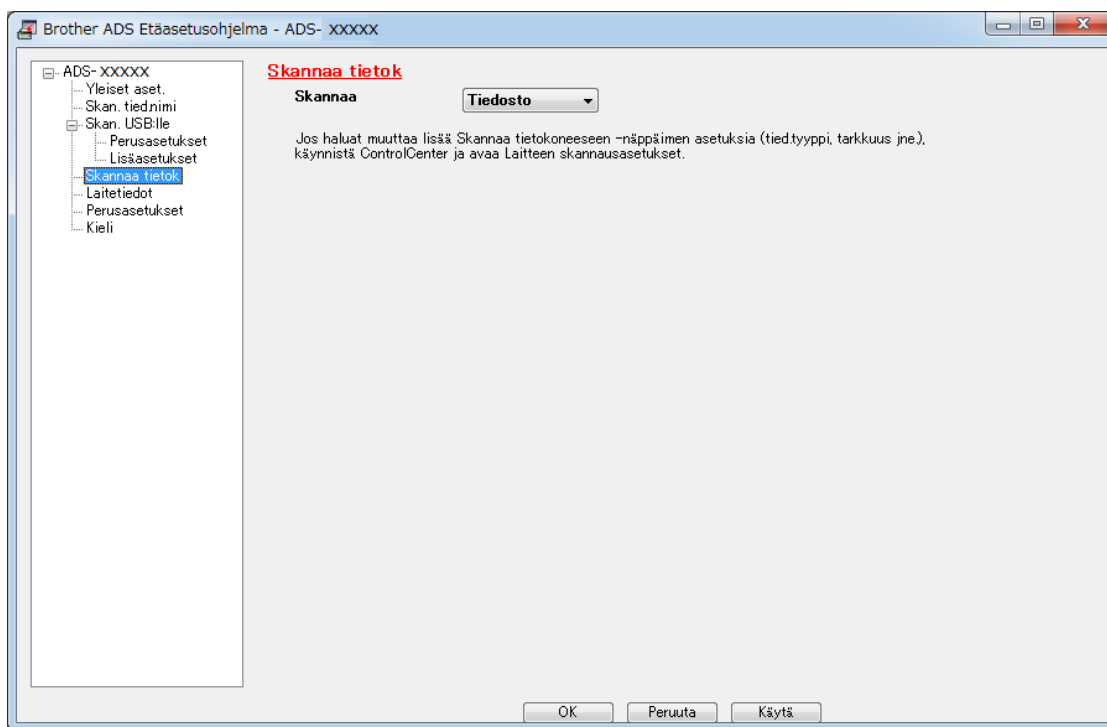 Brother ADS Etäasetusohjelma - ADS- XXXXX
ADS- XXXXX
Yleiset aset.
Skan. tied.nimi
Skan. USB:lle
Perusasetukset
Lisäasetukset
Skannaa tietok
Laitetiedot
Perusasetukset
Kieli
Skannaa tietok
Skannaa Tiedosto
Jos haluat muuttaa lisää Skannaa tietokoneeseen -näppäimen asetuksia (tied.tyyppi, tarkkuus jne.),
käynnistä ControlCenter ja avaa Laitteen skannausasetukset.
OK Peruuta Käytä